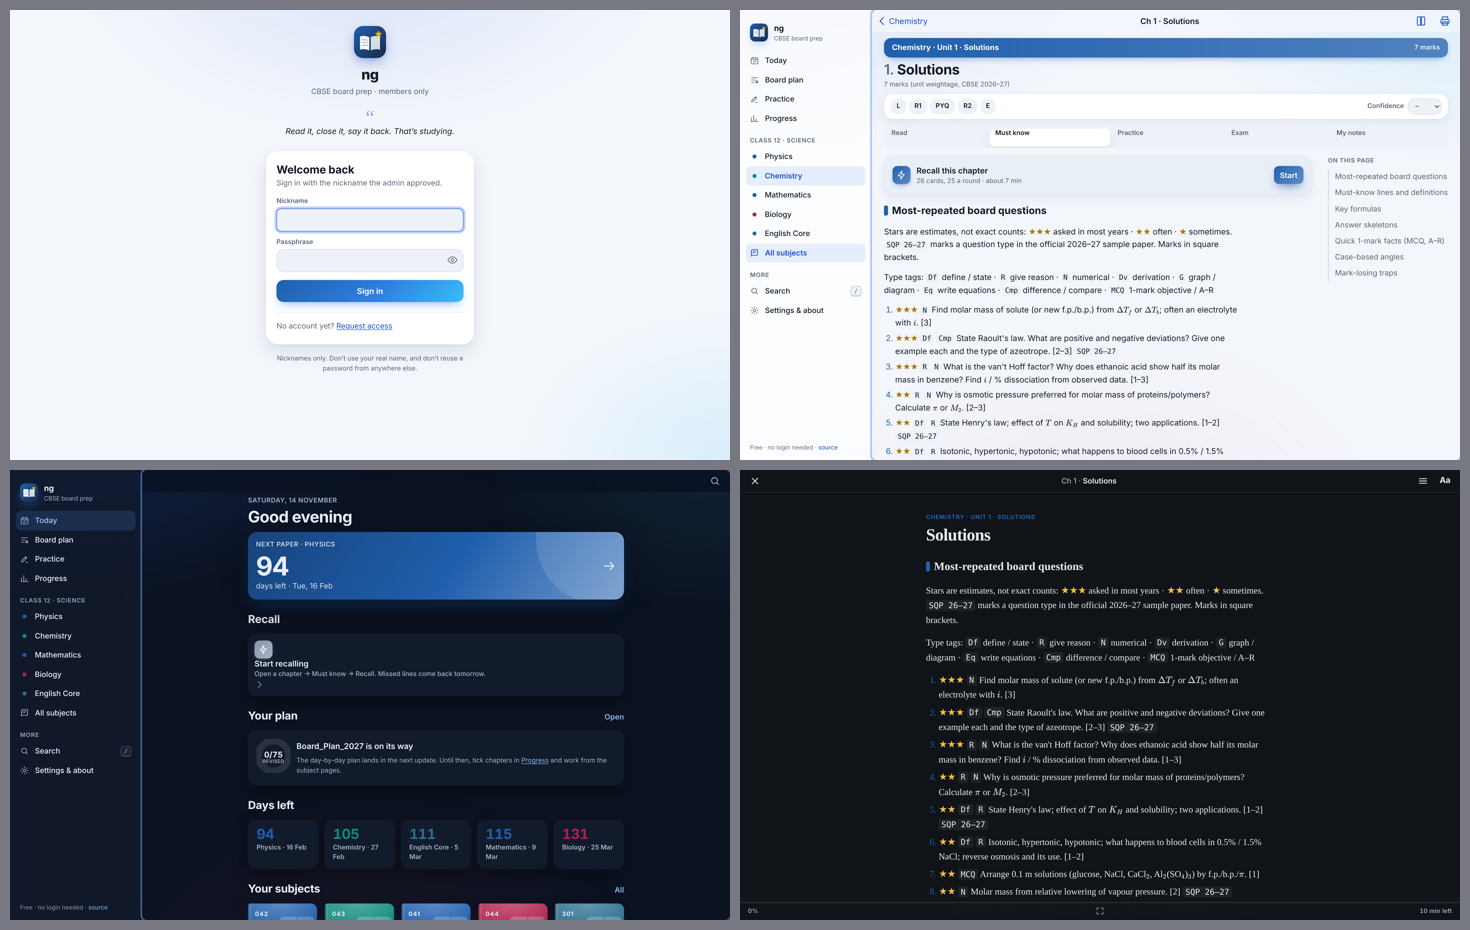 ng
CBSE board prep · members only
“
Read it, close it, say it back. That’s studying.
Welcome back
Sign in with the nickname the admin approved.
Nickname
Passphrase
Sign in
No account yet? Request access
Nicknames only. Don't use your real name, and don't reuse a
password from anywhere else.
ng
CBSE board prep
Today
Board plan
Practice
Progress
CLASS 12 · SCIENCE
Physics
Chemistry
Mathematics
Biology
English Core
All subjects
MORE
Search /
Settings & about
Free · no login needed · source
Chemistry
Ch 1 · Solutions
Chemistry · Unit 1 · Solutions 7 marks
1. Solutions
7 marks (unit weightage, CBSE 2026–27)
L R1 PYQ R2 E Confidence –
Read Must know Practice Exam My notes
Recall this chapter
26 cards, 25 a round · about 7 min
Start
Most-repeated board questions
Stars are estimates, not exact counts: ★★★ asked in most years · ★★ often · ★ sometimes.
SQP 26–27 marks a question type in the official 2026–27 sample paper. Marks in square
brackets.
Type tags: Df define / state · R give reason · N numerical · Dv derivation · G graph /
diagram · Eq write equations · Cmp difference / compare · MCQ 1-mark objective / A–R
1. ★★★ N Find molar mass of solute (or new f.p./b.p.) from ΔTf or ΔTb; often an electrolyte
with i. [3]
2. ★★★ Df Cmp State Raoult's law. What are positive and negative deviations? Give one
example each and the type of azeotrope. [2–3] SQP 26–27
3. ★★★ R N What is the van't Hoff factor? Why does ethanoic acid show half its molar
mass in benzene? Find i / % dissociation from observed data. [1–3]
4. ★★ R N Why is osmotic pressure preferred for molar mass of proteins/polymers?
Calculate π or M2. [2–3]
5. ★★ Df R State Henry's law; effect of T on KH and solubility; two applications. [1–2]
SQP 26–27
6. ★★ Df R Isotonic, hypertonic, hypotonic; what happens to blood cells in 0.5% / 1.5%
ON THIS PAGE
Most-repeated board questions
Must-know lines and definitions
Key formulas
Answer skeletons
Quick 1-mark facts (MCQ, A–R)
Case-based angles
Mark-losing traps
ng
CBSE board prep
Today
Board plan
Practice
Progress
CLASS 12 · SCIENCE
Physics
Chemistry
Mathematics
Biology
English Core
All subjects
MORE
Search /
Settings & about
Free · no login needed · source
SATURDAY, 14 NOVEMBER
Good evening
NEXT PAPER · PHYSICS
94
days left · Tue, 16 Feb
Recall
Start recalling
Open a chapter → Must know → Recall. Missed lines come back tomorrow.
Your plan Open
0/75
REVISED
Board_Plan_2027 is on its way
The day-by-day plan lands in the next update. Until then, tick chapters in Progress and work from the
subject pages.
Days left
94 105 111 115 131
Physics · 16 Feb
Chemistry · 27
Feb
English Core · 5
Mar
Mathematics · 9
Mar
Biology · 25 Mar
Your subjects All
042 043 041 044 301
Ch 1 · Solutions
Aa
CHEMISTRY · UNIT 1 · SOLUTIONS
Solutions
Most-repeated board questions
Stars are estimates, not exact counts: ★★★ asked in most years · ★★ often · ★ sometimes.
SQP 26–27 marks a question type in the official 2026–27 sample paper. Marks in square
brackets.
Type tags: Df define / state · R give reason · N numerical · Dv derivation · G graph /
diagram · Eq write equations · Cmp difference / compare · MCQ 1-mark objective / A–R
1. ★★★ N Find molar mass of solute (or new f.p./b.p.) from ΔTf or ΔTb; often an
electrolyte with i. [3]
2. ★★★ Df Cmp State Raoult's law. What are positive and negative deviations? Give one
example each and the type of azeotrope. [2–3] SQP 26–27
3. ★★★ R N What is the van't Hoff factor? Why does ethanoic acid show half its molar
mass in benzene? Find i / % dissociation from observed data. [1–3]
4. ★★ R N Why is osmotic pressure preferred for molar mass of proteins/polymers?
Calculate π or M2. [2–3]
5. ★★ Df R State Henry's law; effect of T on KH and solubility; two applications. [1–2]
SQP 26–27
6. ★★ Df R Isotonic, hypertonic, hypotonic; what happens to blood cells in 0.5% / 1.5%
NaCl; reverse osmosis and its use. [1–2]
7. ★★ MCQ Arrange 0.1 m solutions (glucose, NaCl, CaCl2, Al2(SO4)3) by f.p./b.p./π. [1]
8. ★★ N Molar mass from relative lowering of vapour pressure. [2] SQP 26–27
0% 10 min left